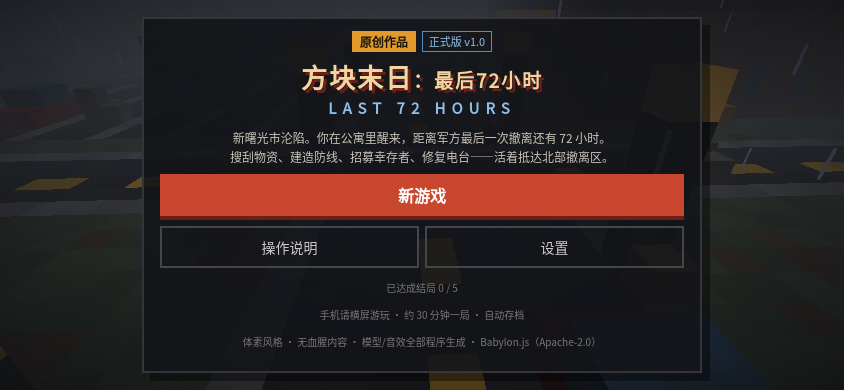 原创作品 正式版 v1.0
方块末日：最后72小时
LAST 72 HOURS
新曙光市沦陷。你在公寓里醒来，距离军方最后一次撤离还有 72 小时。
搜刮物资、建造防线、招募幸存者、修复电台——活着抵达北部撤离区。
新游戏
操作说明 设置
已达成结局 0 / 5
手机请横屏游玩 · 约 30 分钟一局 · 自动存档
体素风格 · 无血腥内容 · 模型/音效全部程序生成 · Babylon.js（Apache-2.0）